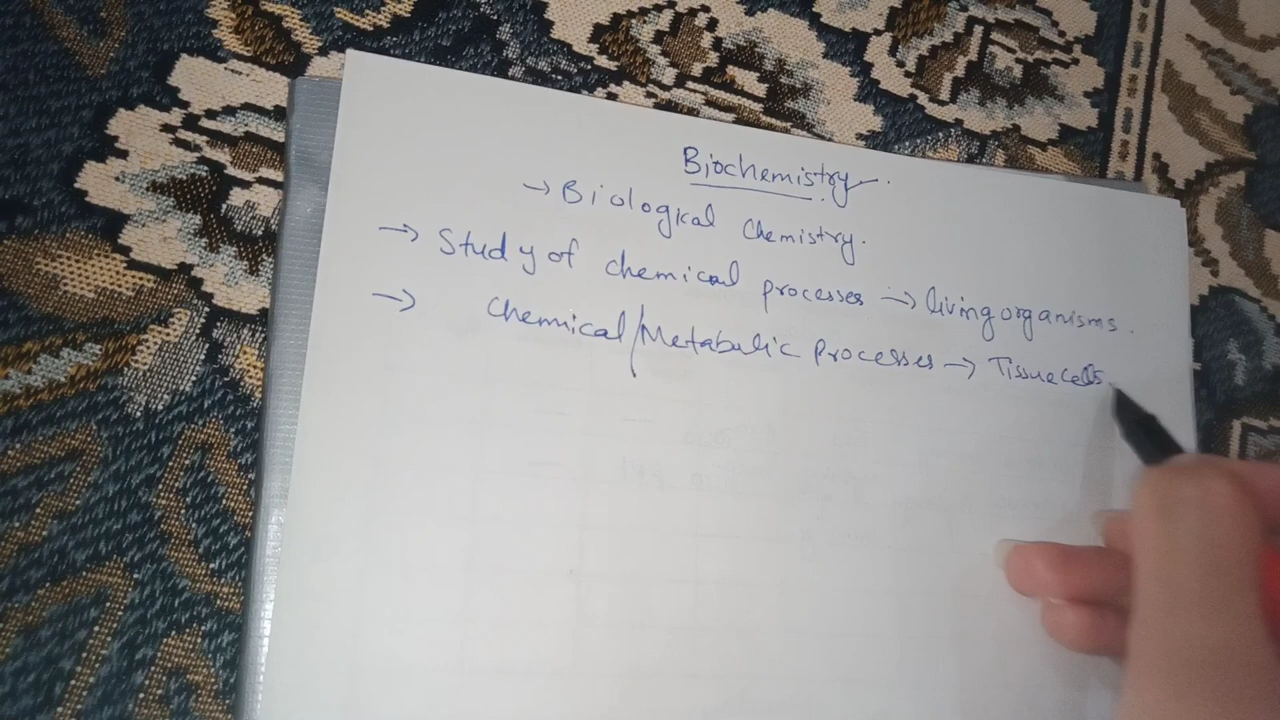 Biochemistry.
→ Biological Chemistry.
→ Study of chemical processes → living organisms.
→ Chemical/Metabolic Processes → Tissue cells